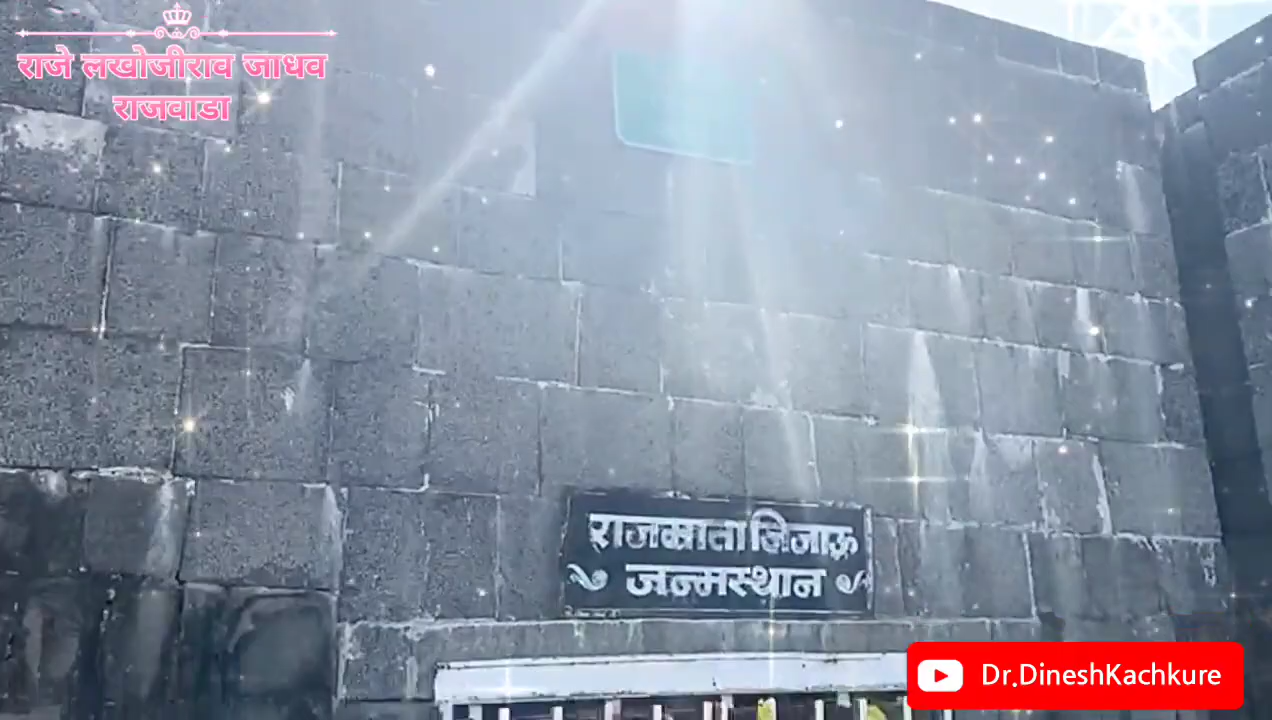 राजे लखोजीराव जाधव
राजवाडा
राजमाता जिजाऊ
जन्मस्थान
Dr.DineshKachkure